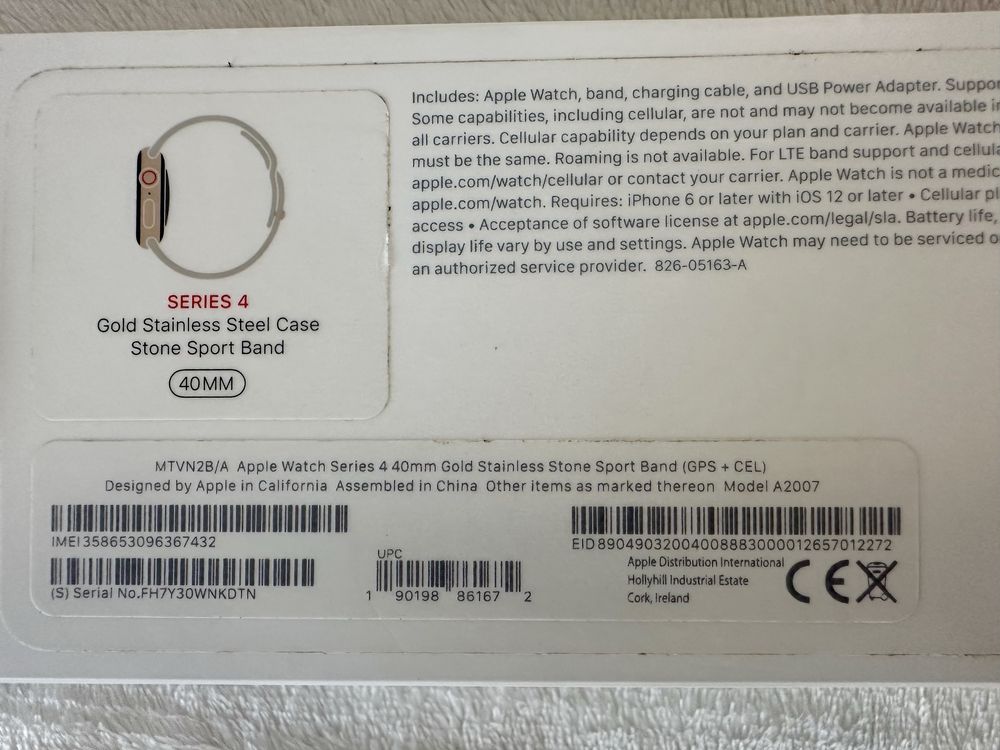 Includes: Apple Watch, band, charging cable, and USB Power Adapter.
Some capabilities, including cellular, are not and may not become available
all carriers. Cellular capability depends on your plan and carrier. Apple Watch
must be the same. Roaming is not available. For LTE band support and
apple.com/watch/cellular or contact your carrier. Apple Watch is not a
apple.com/watch. Requires: iPhone 6 or later with iOS 12 or later • Cellular
access • Acceptance of software license at apple.com/legal/sla. Battery life,
display life vary by use and settings. Apple Watch may need to be serviced
an authorized service provider. 826-05163-A
SERIES 4
Gold Stainless Steel Case
Stone Sport Band
40MM
MTVN2B/A Apple Watch Series 4 40mm Gold Stainless Stone Sport Band (GPS + CEL)
Designed by Apple in California Assembled in China Other items as marked thereon Model A2007
IMEI 358653096367432
EID 89049032004008883000012657012272
(S) Serial No. FH7Y30WNKDTN
UPC
1 90198 86167 2
Apple Distribution International
Hollyhill Industrial Estate
Cork, Ireland
CE